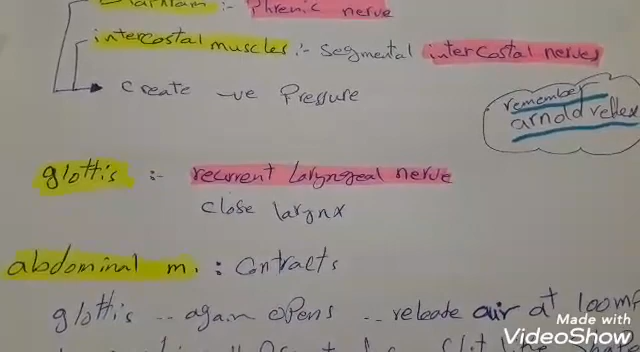 :- Phrenic nerve
intercostal muscles :- segmental intercostal nerves
create -ve Pressure
remember
arnold reflex
glottis :- recurrent laryngeal nerve
close larynx
abdominal m. : Contracts
glottis .. again opens .. release air at 100m
Made with
VideoShow